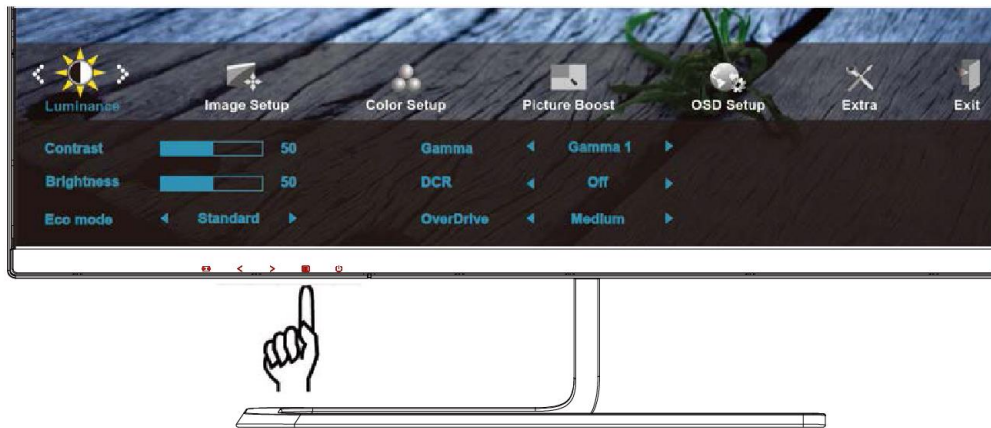 Luminance Image Setup Color Setup Picture Boost OSD Setup Extra Exit
Contrast 50 Gamma Gamma 1
Brightness 50 DCR Off
Eco mode Standard OverDrive Medium